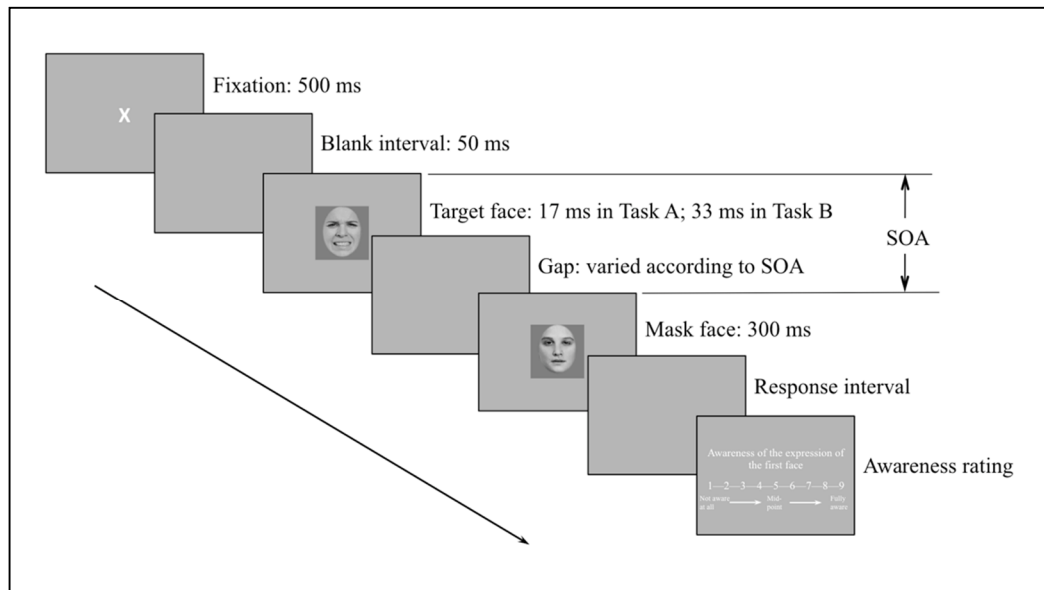 X
Fixation: 500 ms
Blank interval: 50 ms
Target face: 17 ms in Task A; 33 ms in Task B
SOA
Gap: varied according to SOA
Mask face: 300 ms
Response interval
Awareness rating
Awareness of the expression of
the first face
1—2—3—4—5—6—7—8—9
Not aware
at all
Mid-
point
Fully
aware